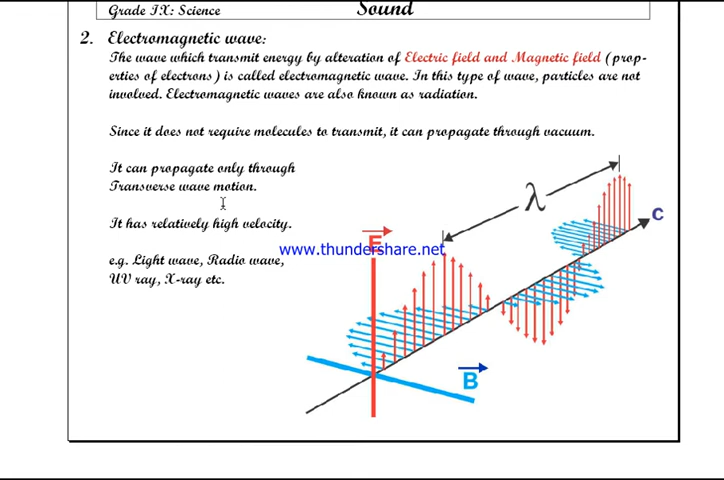 Grade IX: Science
Sound
2. Electromagnetic wave:
The wave which transmit energy by alteration of Electric field and Magnetic field (prop-
erties of electrons) is called electromagnetic wave. In this type of wave, particles are not
involved. Electromagnetic waves are also known as radiation.
Since it does not require molecules to transmit, it can propagate through vacuum.
It can propagate only through
Transverse wave motion.
It has relatively high velocity.
e.g. Light wave, Radio wave,
UV ray, X-ray etc.
λ
C
E
www.thundershare.net
B